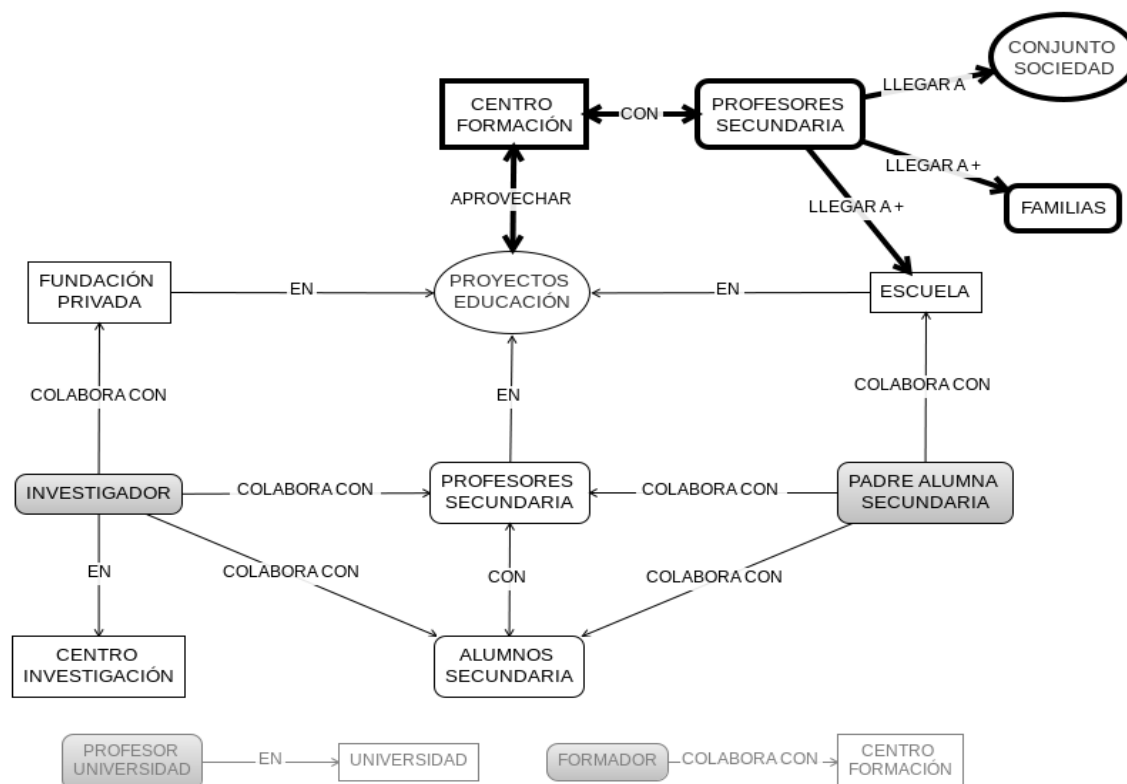 CONJUNTO
SOCIEDAD
LLEGAR A
CENTRO
FORMACIÓN
CON
PROFESORES
SECUNDARIA
LLEGAR A +
FAMILIAS
APROVECHAR
LLEGAR A +
FUNDACIÓN
PRIVADA
EN
PROYECTOS
EDUCACIÓN
EN
ESCUELA
COLABORA CON
EN
COLABORA CON
INVESTIGADOR
COLABORA CON
PROFESORES
SECUNDARIA
COLABORA CON
PADRE ALUMNA
SECUNDARIA
EN
COLABORA CON
CON
COLABORA CON
CENTRO
INVESTIGACIÓN
ALUMNOS
SECUNDARIA
PROFESOR
UNIVERSIDAD
EN
UNIVERSIDAD
FORMADOR
COLABORA CON
CENTRO
FORMACIÓN